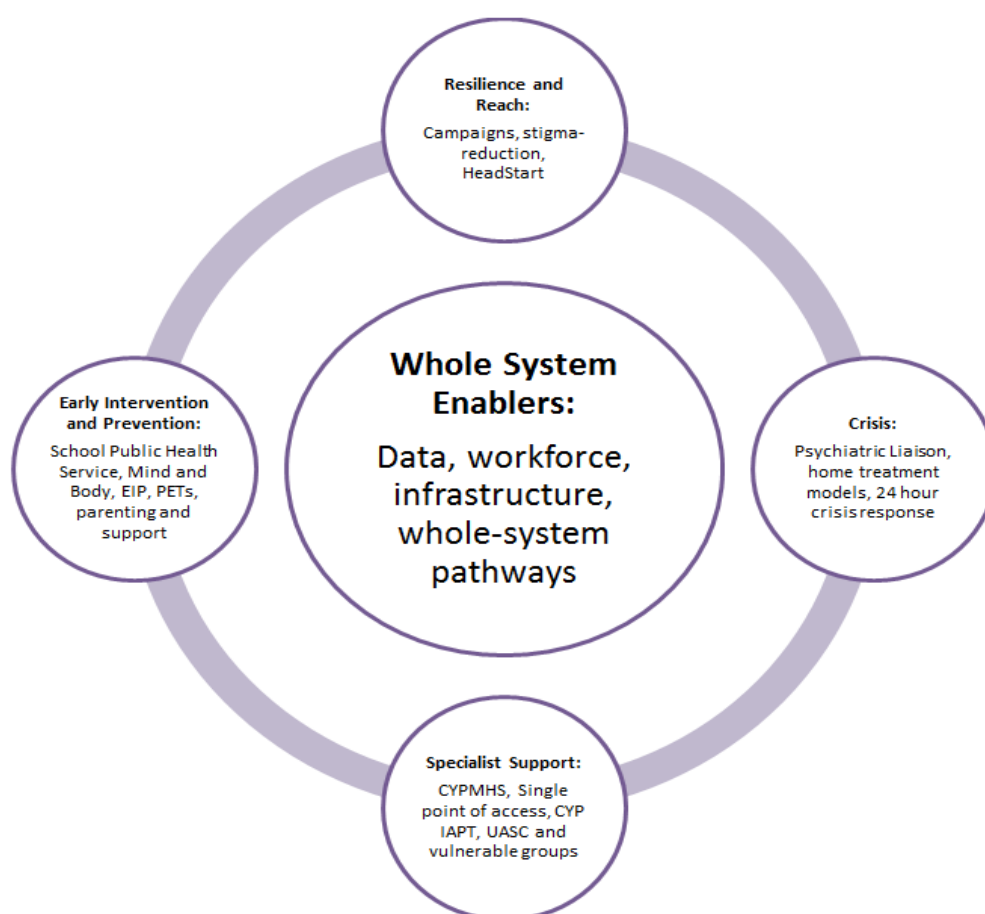 Resilience and
Reach:
Campaigns, stigma-
reduction,
HeadStart
Whole System
Enablers:
Data, workforce,
infrastructure,
whole-system
pathways
Early Intervention
and Prevention:
School Public Health
Service, Mind and
Body, EIP, PETs,
parenting and
support
Crisis:
Psychiatric Liaison,
home treatment
models, 24 hour
crisis response
Specialist Support:
CYPMHS, Single
point of access, CYP
IAPT, UASC and
vulnerable groups